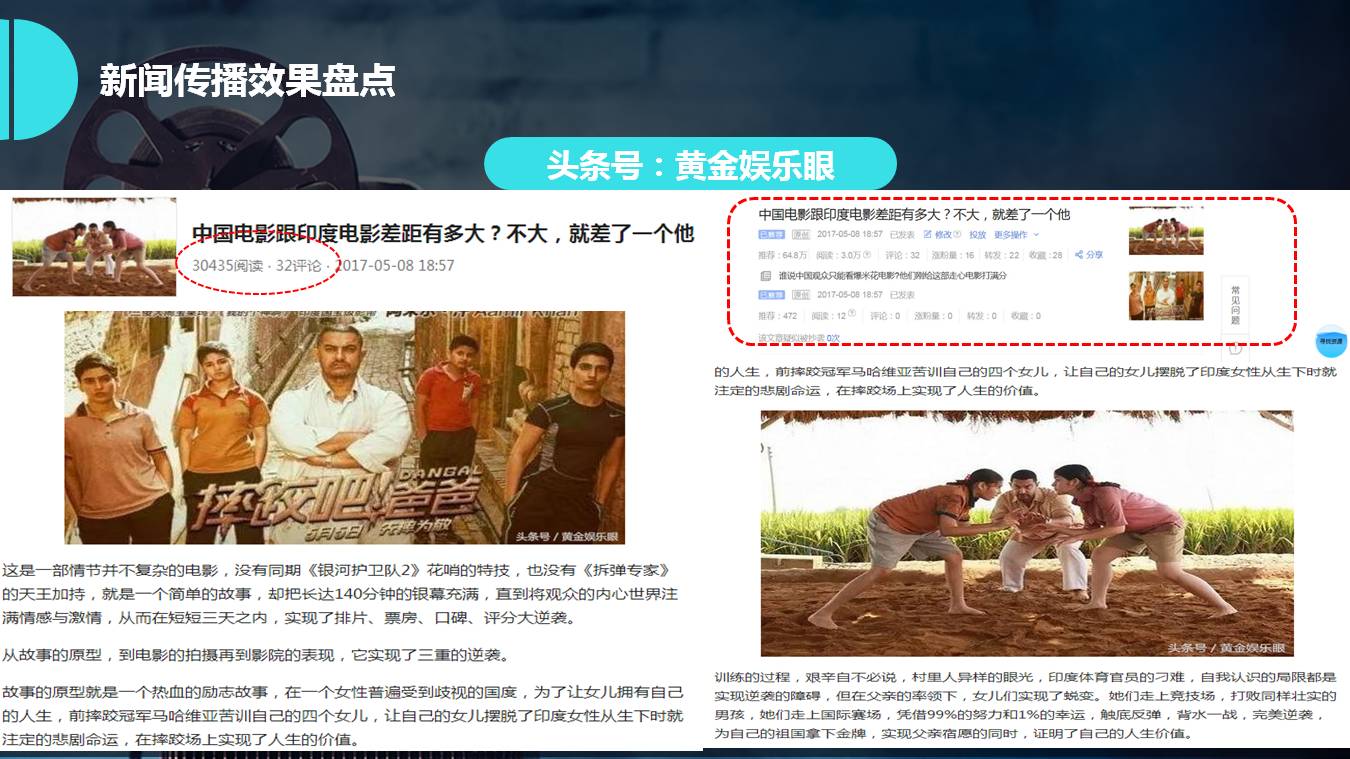 新闻传播效果盘点
头条号：黄金娱乐眼
中国电影跟印度电影差距有多大？不大，就差了一个他
30435阅读 · 32评论 · 2017-05-08 18:57
Aamir Khan
DANGAL
摔跤吧！爸爸
5月5日
头条号 / 黄金娱乐眼
这是一部情节并不复杂的电影，没有同期《银河护卫队2》花哨的特技，也没有《拆弹专家》
的天王加持，就是一个简单的故事，却把长达140分钟的银幕充满，直到将观众的内心世界注
满情感与激情，从而在短短三天之内，实现了排片、票房、口碑、评分大逆袭。
从故事的原型，到电影的拍摄再到影院的表现，它实现了三重的逆袭。
故事的原型就是一个热血的励志故事，在一个女性普遍受到歧视的国度，为了让女儿拥有自己
的人生，前摔跤冠军马哈维亚苦训自己的四个女儿，让自己的女儿摆脱了印度女性从生下时就
注定的悲剧命运，在摔跤场上实现了人生的价值。
中国电影跟印度电影差距有多大？不大，就差了一个他
已推荐 原创 2017-05-08 18:57 已发表 修改 投放 更多操作
推荐：64.8万 阅读：3.0万 评论：32 涨粉量：16 转发：22 收藏：28 分享
谁说中国观众只能看爆米花电影?他们刚给这部走心电影打满分
已推荐 原创 2017-05-08 18:57 已发表
推荐：472 阅读：12 评论：0 涨粉量：0 转发：0 收藏：0
该文章疑似被抄袭 0次
常见问题
寻找资源
的人生，前摔跤冠军马哈维亚苦训自己的四个女儿，让自己的女儿摆脱了印度女性从生下时就
注定的悲剧命运，在摔跤场上实现了人生的价值。
头条号 / 黄金娱乐眼
训练的过程，艰辛自不必说，村里人异样的眼光，印度体育官员的刁难，自我认识的局限都是
实现逆袭的障碍，但在父亲的率领下，女儿们实现了蜕变。她们走上竞技场，打败同样壮实的
男孩，她们走上国际赛场，凭借99%的努力和1%的幸运，触底反弹，背水一战，完美逆袭，
为自己的祖国拿下金牌，实现父亲宿愿的同时，证明了自己的人生价值。